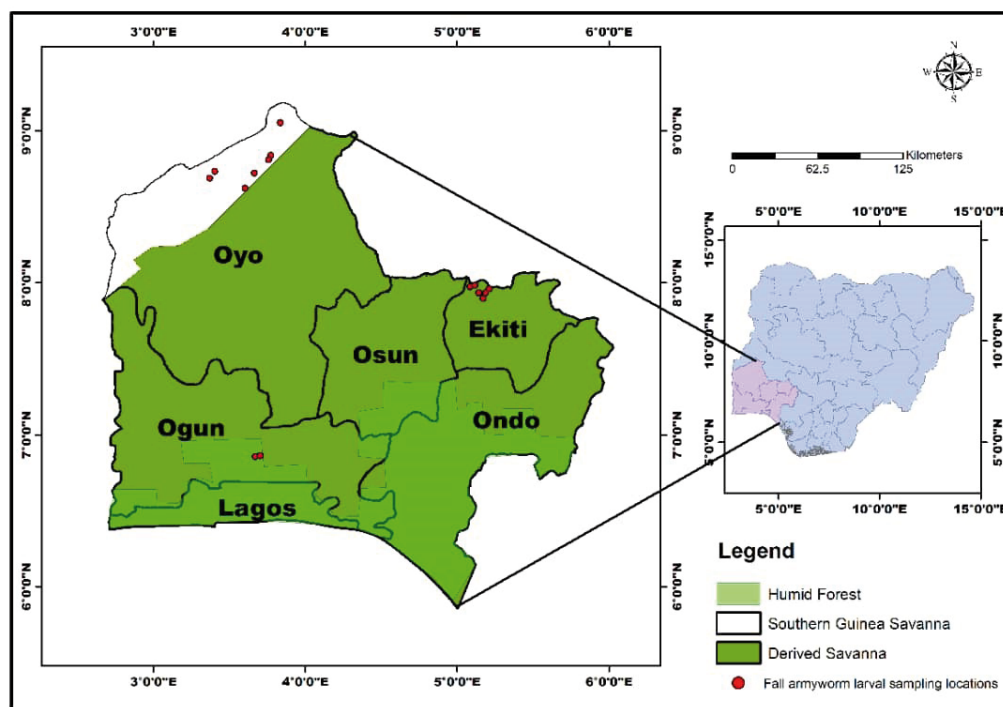 3°0'0"E 4°0'0"E 5°0'0"E 6°0'0"E
N
W E
S
9°0'0"N 9°0'0"N
Kilometers
0 62.5 125
5°0'0"E 10°0'0"E 15°0'0"E
15°0'0"N 15°0'0"N
Oyo
8°0'0"N 8°0'0"N
Ekiti
Osun
10°0'0"N 10°0'0"N
Ogun
Ondo
7°0'0"N 7°0'0"N
5°0'0"N 5°0'0"N
Lagos
5°0'0"E 10°0'0"E 15°0'0"E
6°0'0"N 6°0'0"N
3°0'0"E 4°0'0"E 5°0'0"E 6°0'0"E
Legend
Humid Forest
Southern Guinea Savanna
Derived Savanna
Fall armyworm larval sampling locations